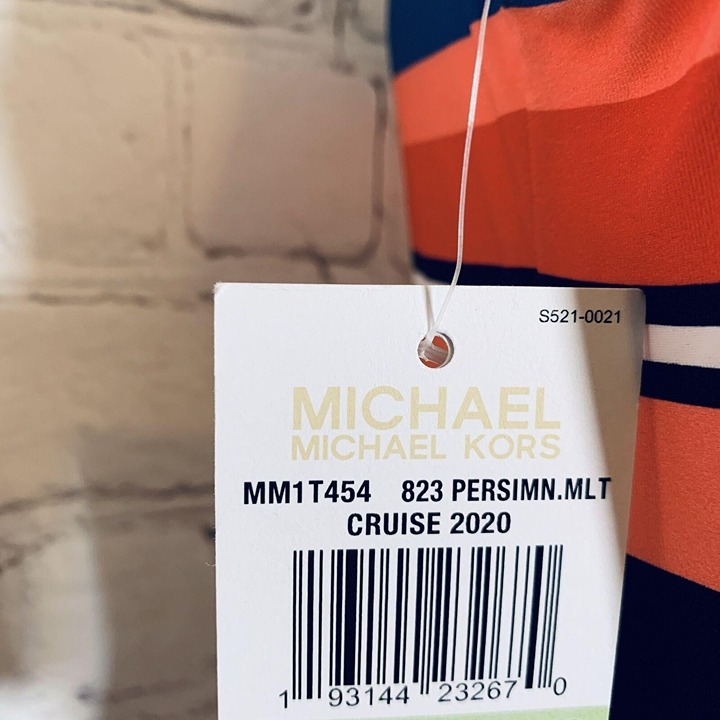 S521-0021
MICHAEL
MICHAEL KORS
MM1T454 823 PERSIMN.MLT
CRUISE 2020
1 93144 23267 0